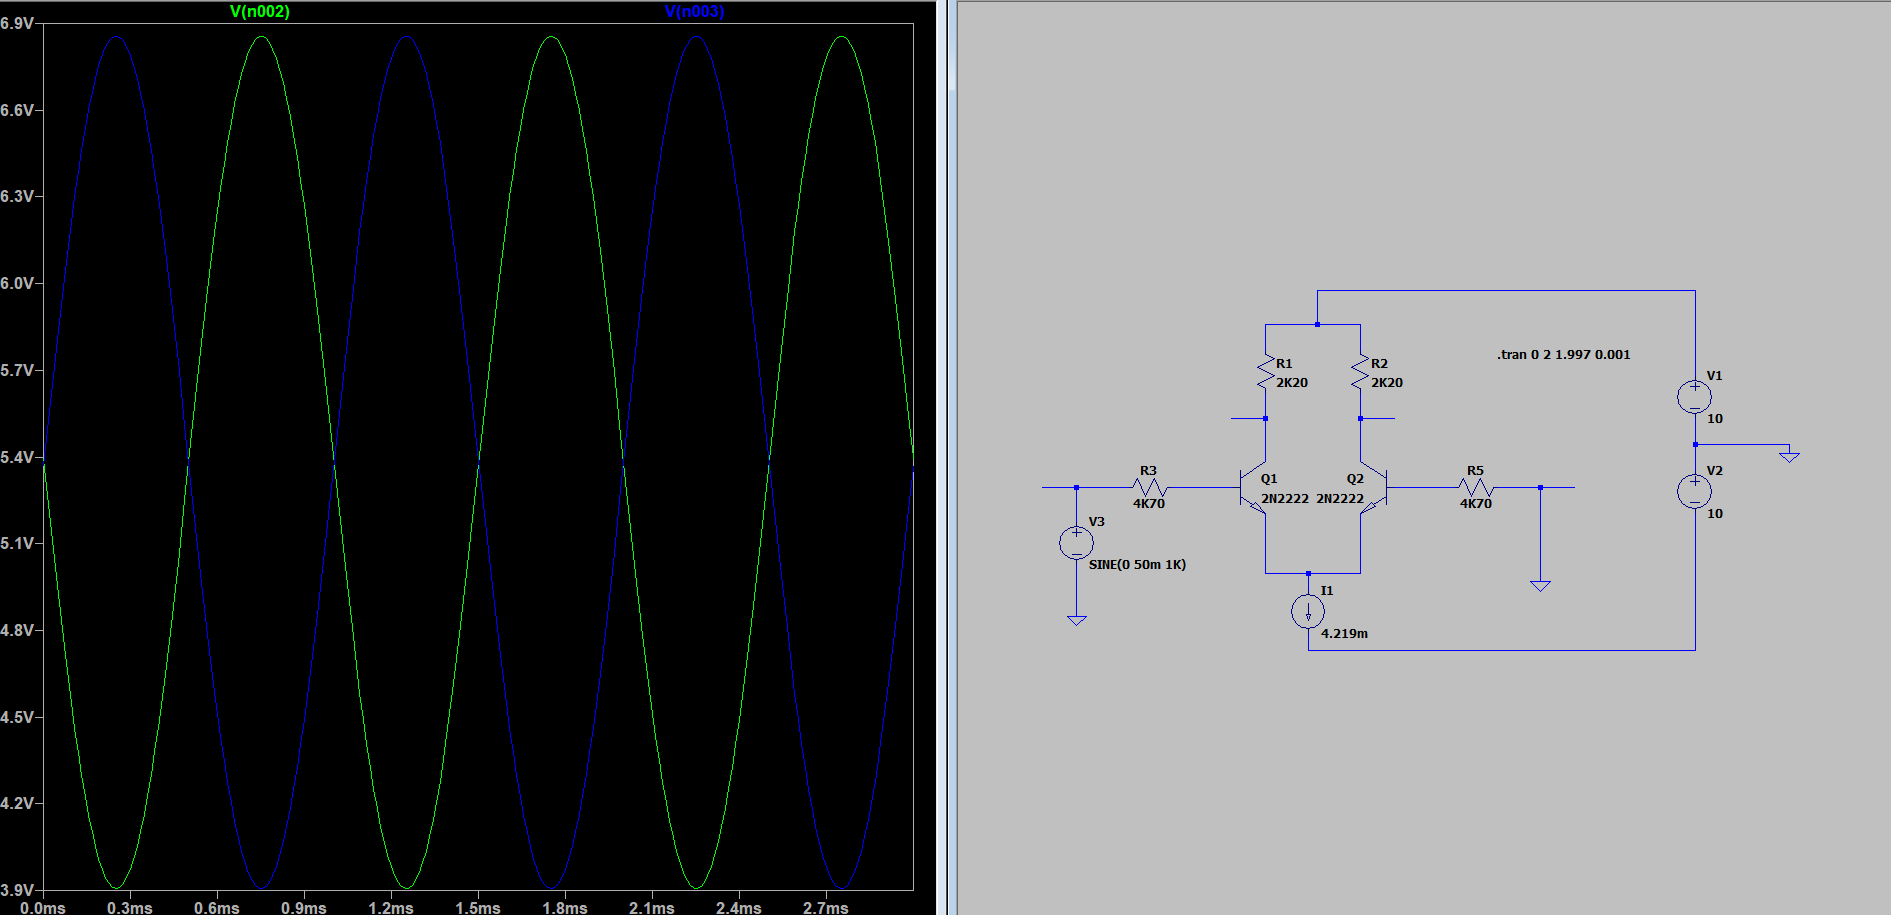 V(n002)
V(n003)
6.9V
6.6V
6.3V
6.0V
5.7V
5.4V
5.1V
4.8V
4.5V
4.2V
3.9V
0.0ms 0.3ms 0.6ms 0.9ms 1.2ms 1.5ms 1.8ms 2.1ms 2.4ms 2.7ms
.tran 0 2 1.997 0.001
R1
2K20
R2
2K20
V1
10
R3
4K70
Q1
2N2222
Q2
2N2222
R5
4K70
V2
10
V3
SINE(0 50m 1K)
I1
4.219m